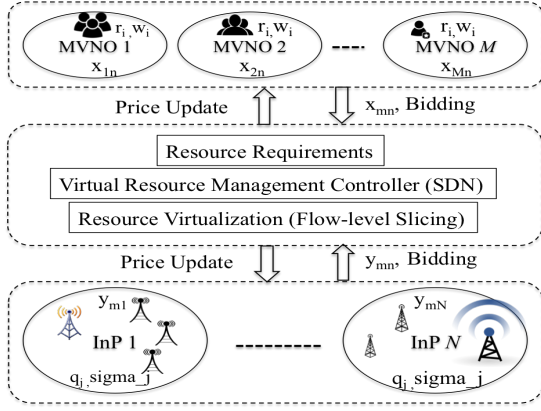 r_i, w_i r_i, w_i r_i, w_i
MVNO 1 MVNO 2 MVNO M
x_1n x_2n x_Mn
Price Update x_mn, Bidding
Resource Requirements
Virtual Resource Management Controller (SDN)
Resource Virtualization (Flow-level Slicing)
Price Update y_mn, Bidding
y_m1 y_mN
InP 1 InP N
q_j, sigma_j q_j, sigma_j